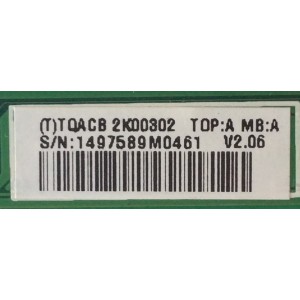 (T)TQACB 2K00302 TOP:A MB:A
S/N:1497589M0461 V2.06